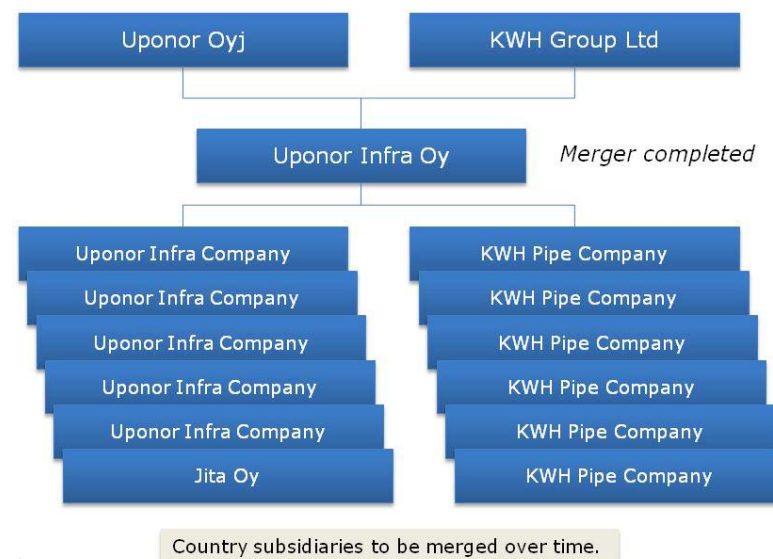 Uponor Oyj
KWH Group Ltd
Uponor Infra Oy
Merger completed
Uponor Infra Company
KWH Pipe Company
Uponor Infra Company
KWH Pipe Company
Uponor Infra Company
KWH Pipe Company
Uponor Infra Company
KWH Pipe Company
Uponor Infra Company
KWH Pipe Company
Jita Oy
KWH Pipe Company
Country subsidiaries to be merged over time.